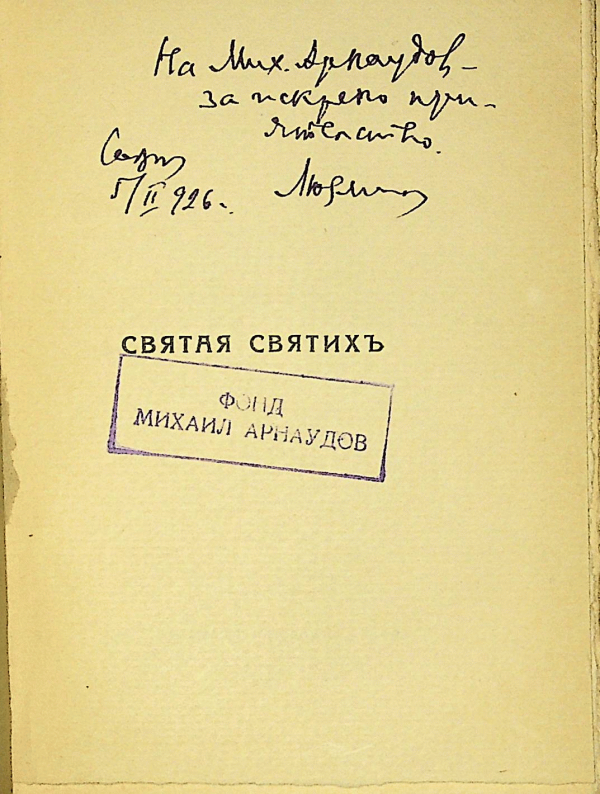 На Мих. Арнаудов –
за искрено при-
ятелство.
София
5/II 926.
Людмил
СВЯТАЯ СВЯТИХЪ
ФОНД
МИХАИЛ АРНАУДОВ